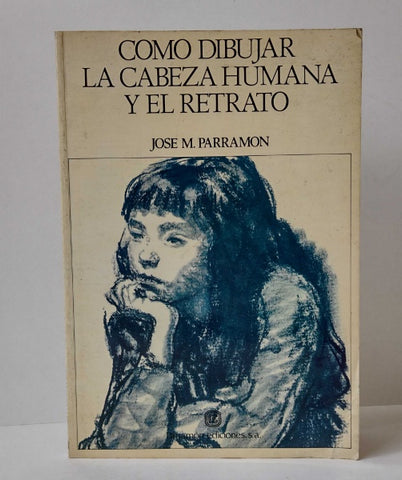 COMO DIBUJAR
LA CABEZA HUMANA
Y EL RETRATO
JOSE M. PARRAMON
ediciones, s.a.